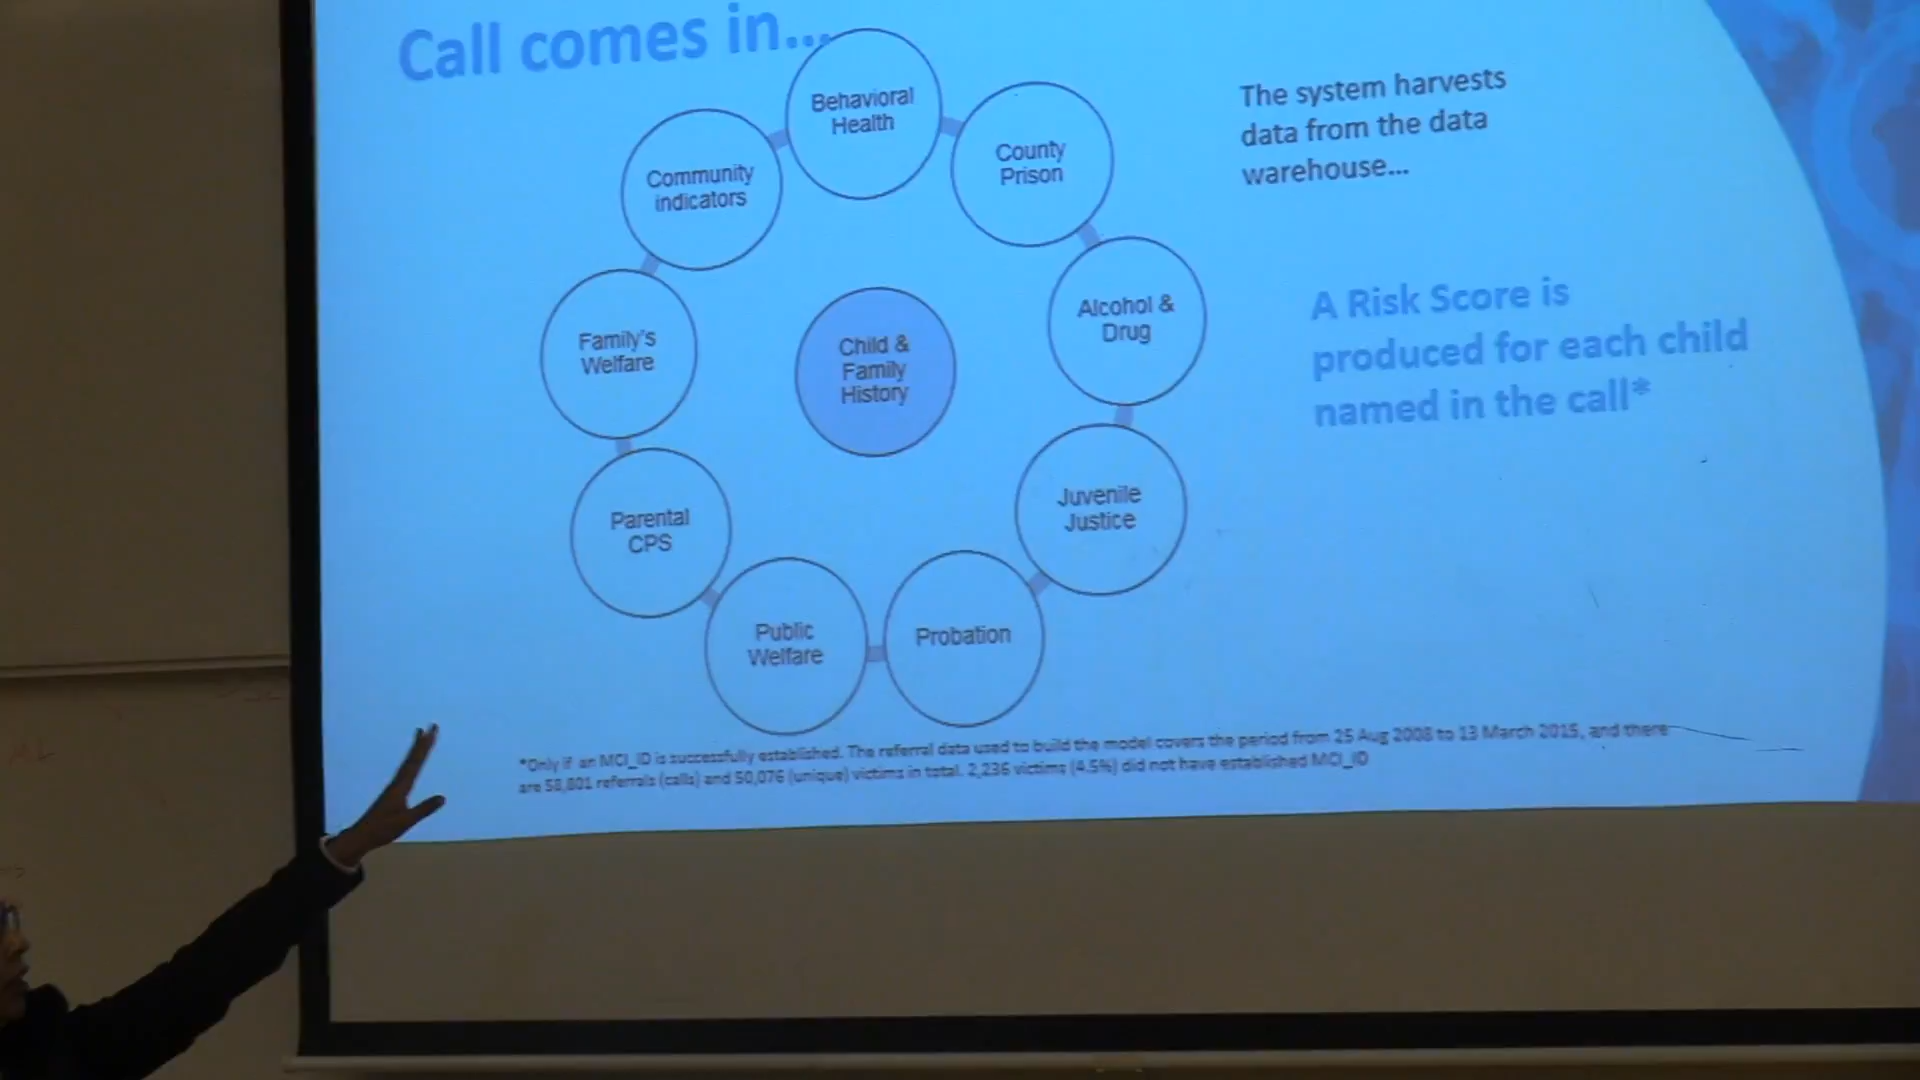 Call comes in...
Behavioral
Health
County
Prison
Community
indicators
Alcohol &
Drug
Family's
Welfare
Child &
Family
History
Juvenile
Justice
Parental
CPS
Public
Welfare
Probation
The system harvests
data from the data
warehouse...
A Risk Score is
produced for each child
named in the call*
*Only if an MCI_ID is successfully established. The referral data used to build the model covers the period from 25 Aug 2008 to 13 March 2015, and there
are 58,801 referrals (calls) and 50,076 (unique) victims in total. 2,236 victims (4.5%) did not have established MCI_ID